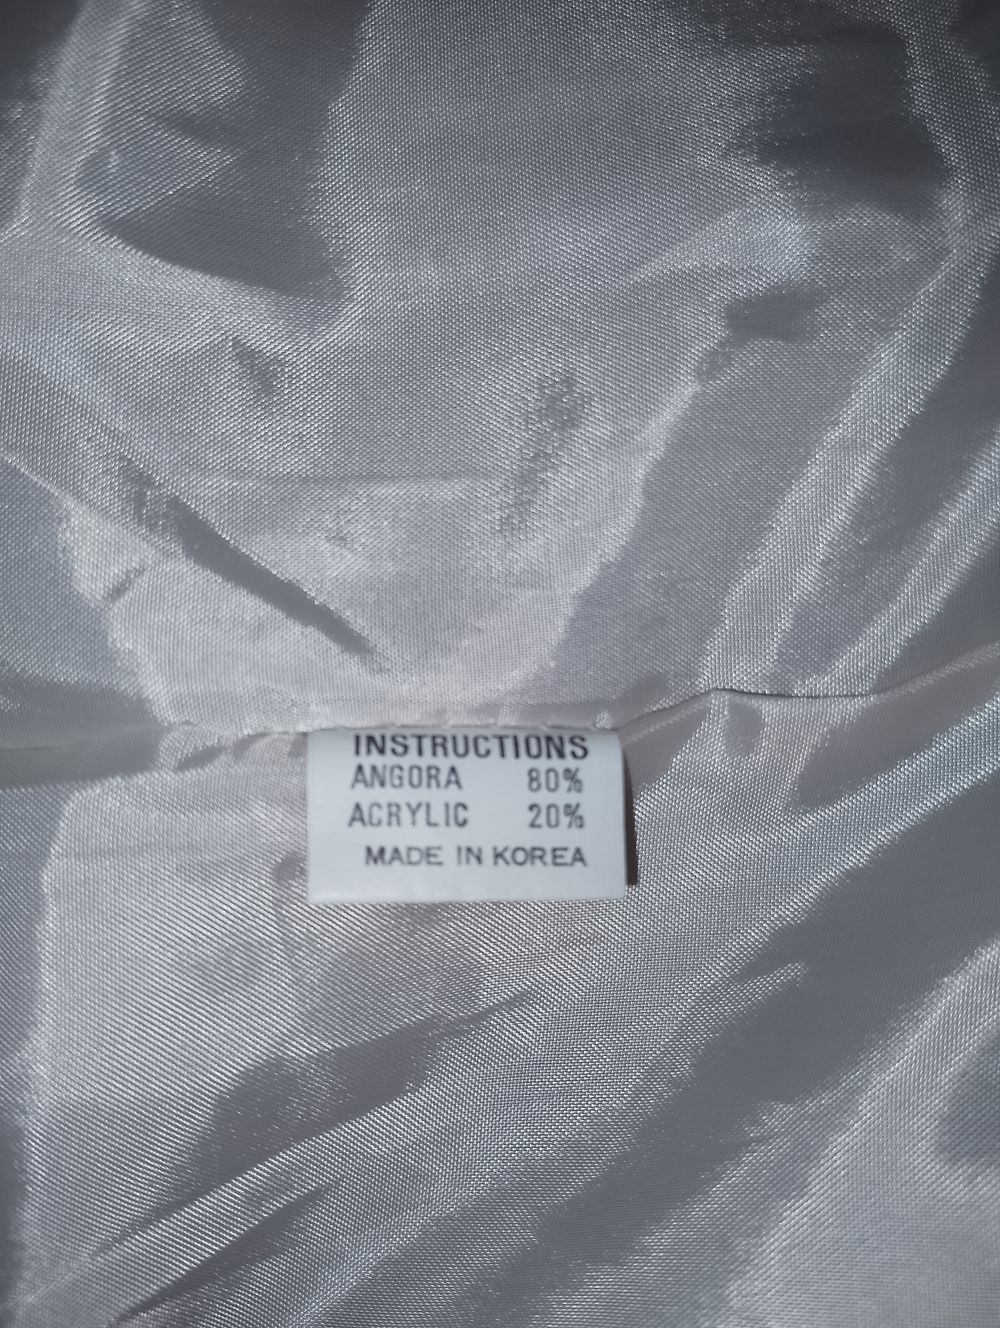 INSTRUCTIONS
ANGORA 80%
ACRYLIC 20%
MADE IN KOREA